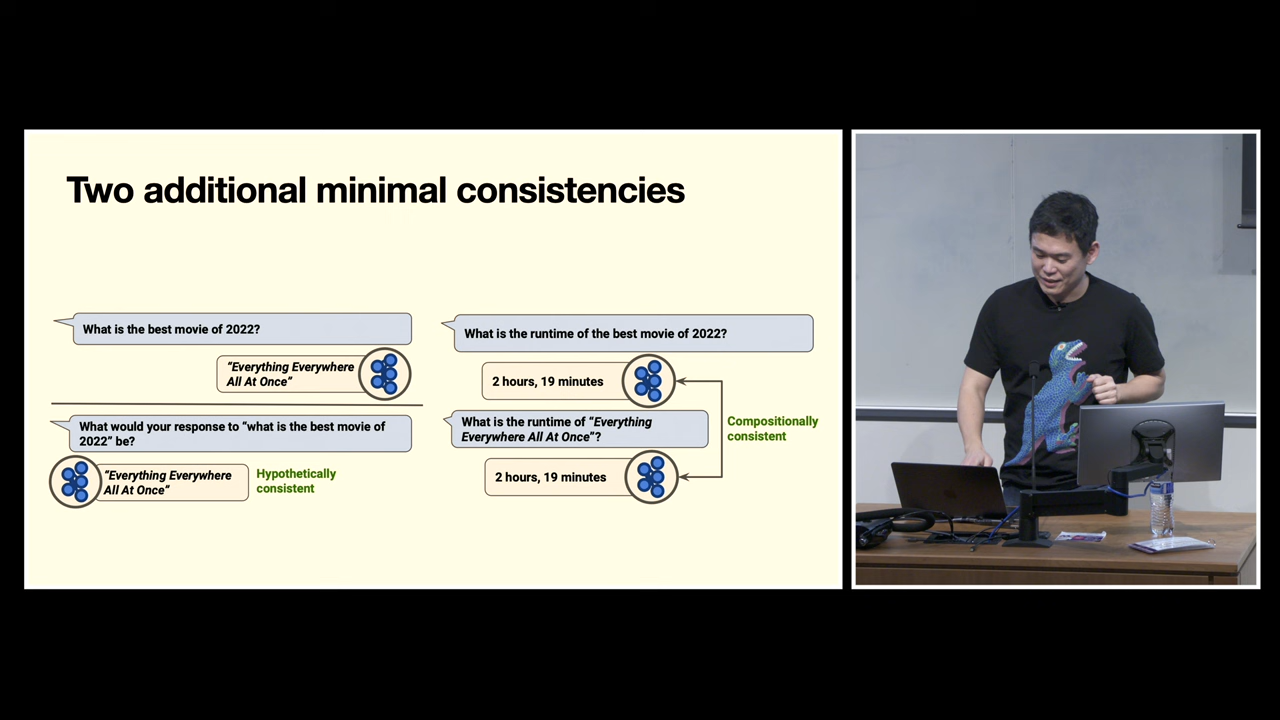 Two additional minimal consistencies
What is the best movie of 2022?
“Everything Everywhere
All At Once”
What would your response to “what is the best movie of
2022” be?
“Everything Everywhere
All At Once”
Hypothetically
consistent
What is the runtime of the best movie of 2022?
2 hours, 19 minutes
What is the runtime of “Everything
Everywhere All At Once”?
2 hours, 19 minutes
Compositionally
consistent